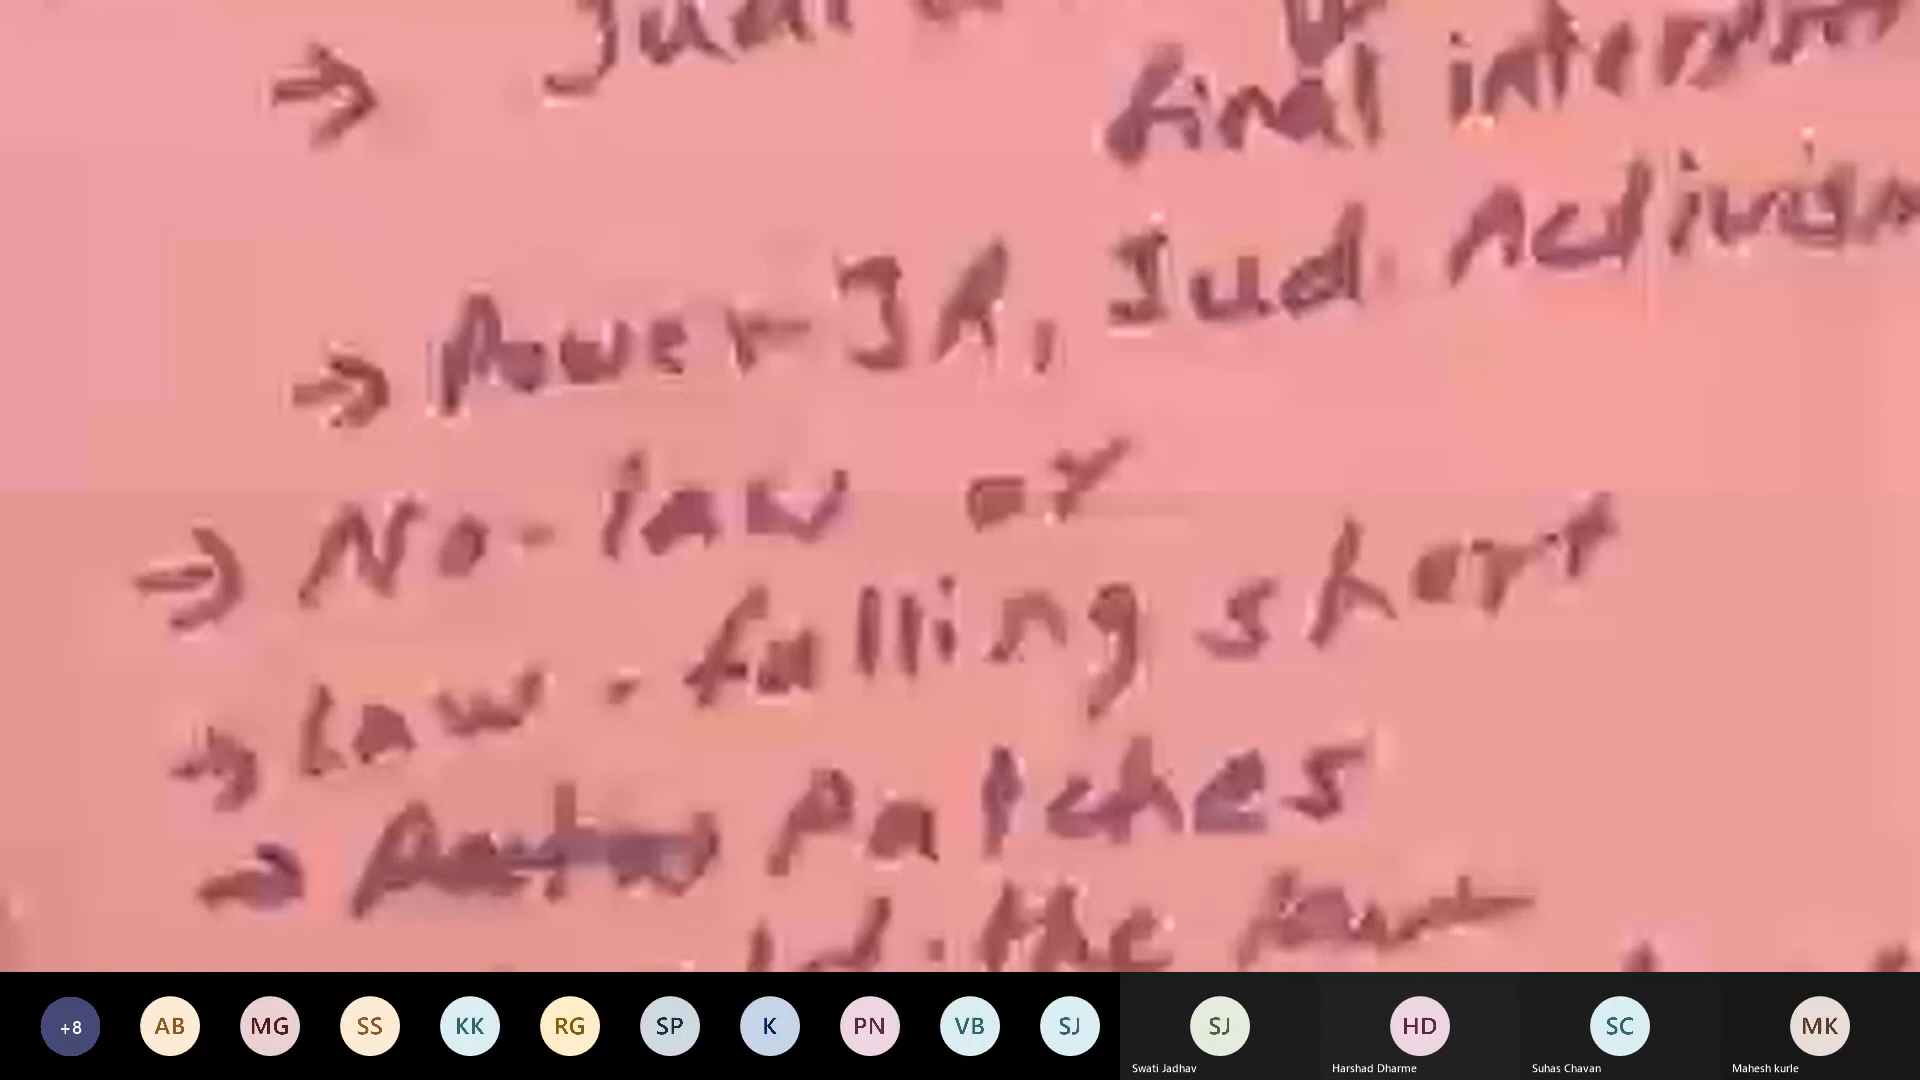 final
→ Power JR, Jud. Activism
→ No- law or
→ Law - falling short
→ Patches
the
+8
AB
MG
SS
KK
RG
SP
K
PN
VB
SJ
SJ
HD
SC
MK
Swati Jadhav
Harshad Dharme
Suhas Chavan
Mahesh kurle